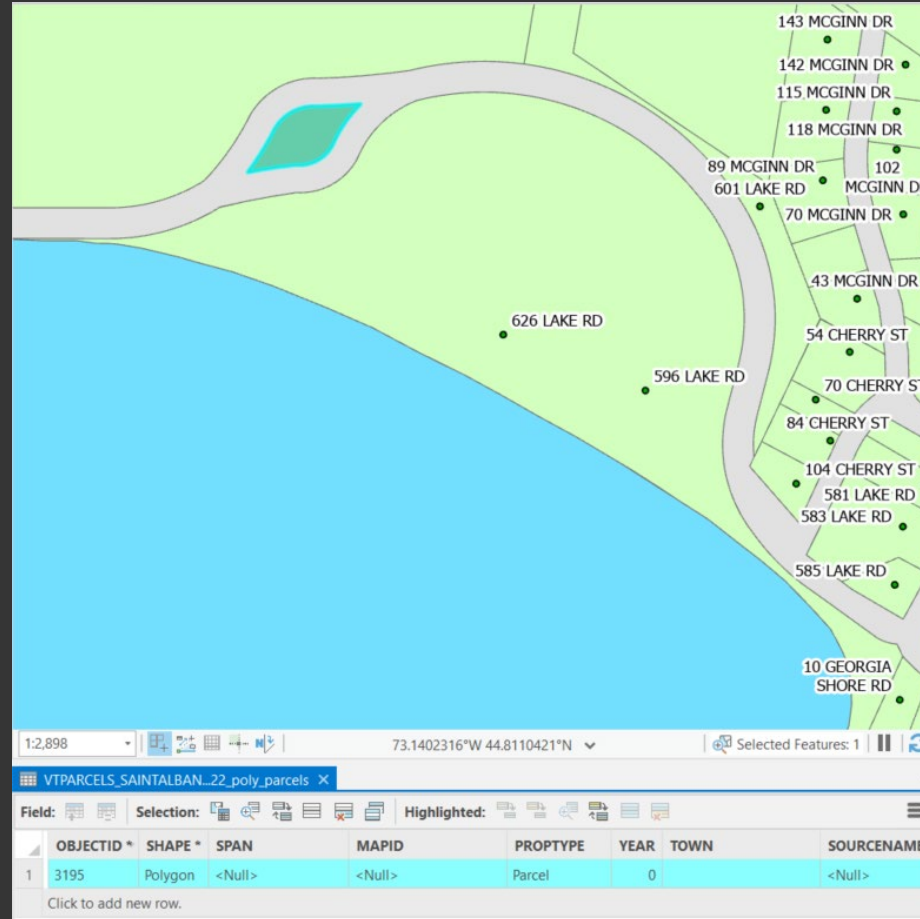 143 MCGINN DR
142 MCGINN DR
115 MCGINN DR
118 MCGINN DR
89 MCGINN DR
102
MCGINN D
601 LAKE RD
70 MCGINN DR
43 MCGINN DR
626 LAKE RD
54 CHERRY ST
596 LAKE RD
70 CHERRY ST
84 CHERRY ST
104 CHERRY ST
581 LAKE RD
583 LAKE RD
585 LAKE RD
10 GEORGIA
SHORE RD
1:2,898 73.1402316°W 44.8110421°N Selected Features: 1
VTPARCELS_SAINTALBAN...22_poly_parcels
Field: Selection: Highlighted:
OBJECTID * SHAPE * SPAN MAPID PROPTYPE YEAR TOWN SOURCENAME
1 3195 Polygon <Null> <Null> Parcel 0 <Null>
Click to add new row.